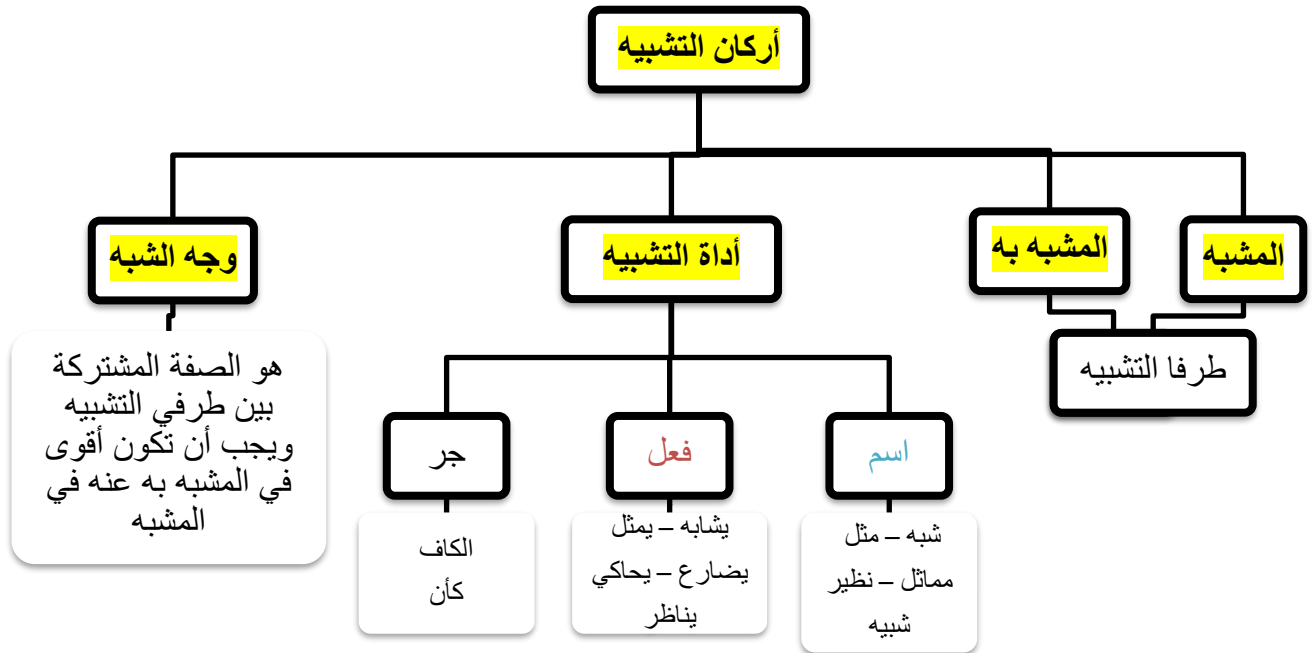 أركان التشبيه
المشبه
المشبه به
أداة التشبيه
وجه الشبه
طرفا التشبيه
هو الصفة المشتركة
بين طرفي التشبيه
ويجب أن تكون أقوى
في المشبه به عنه في
المشبه
اسم
فعل
جر
شبه – مثل
مماثل – نظير
شبيه
يشابه – يمثل
يضارع – يحاكي
يناظر
الكاف
كأن